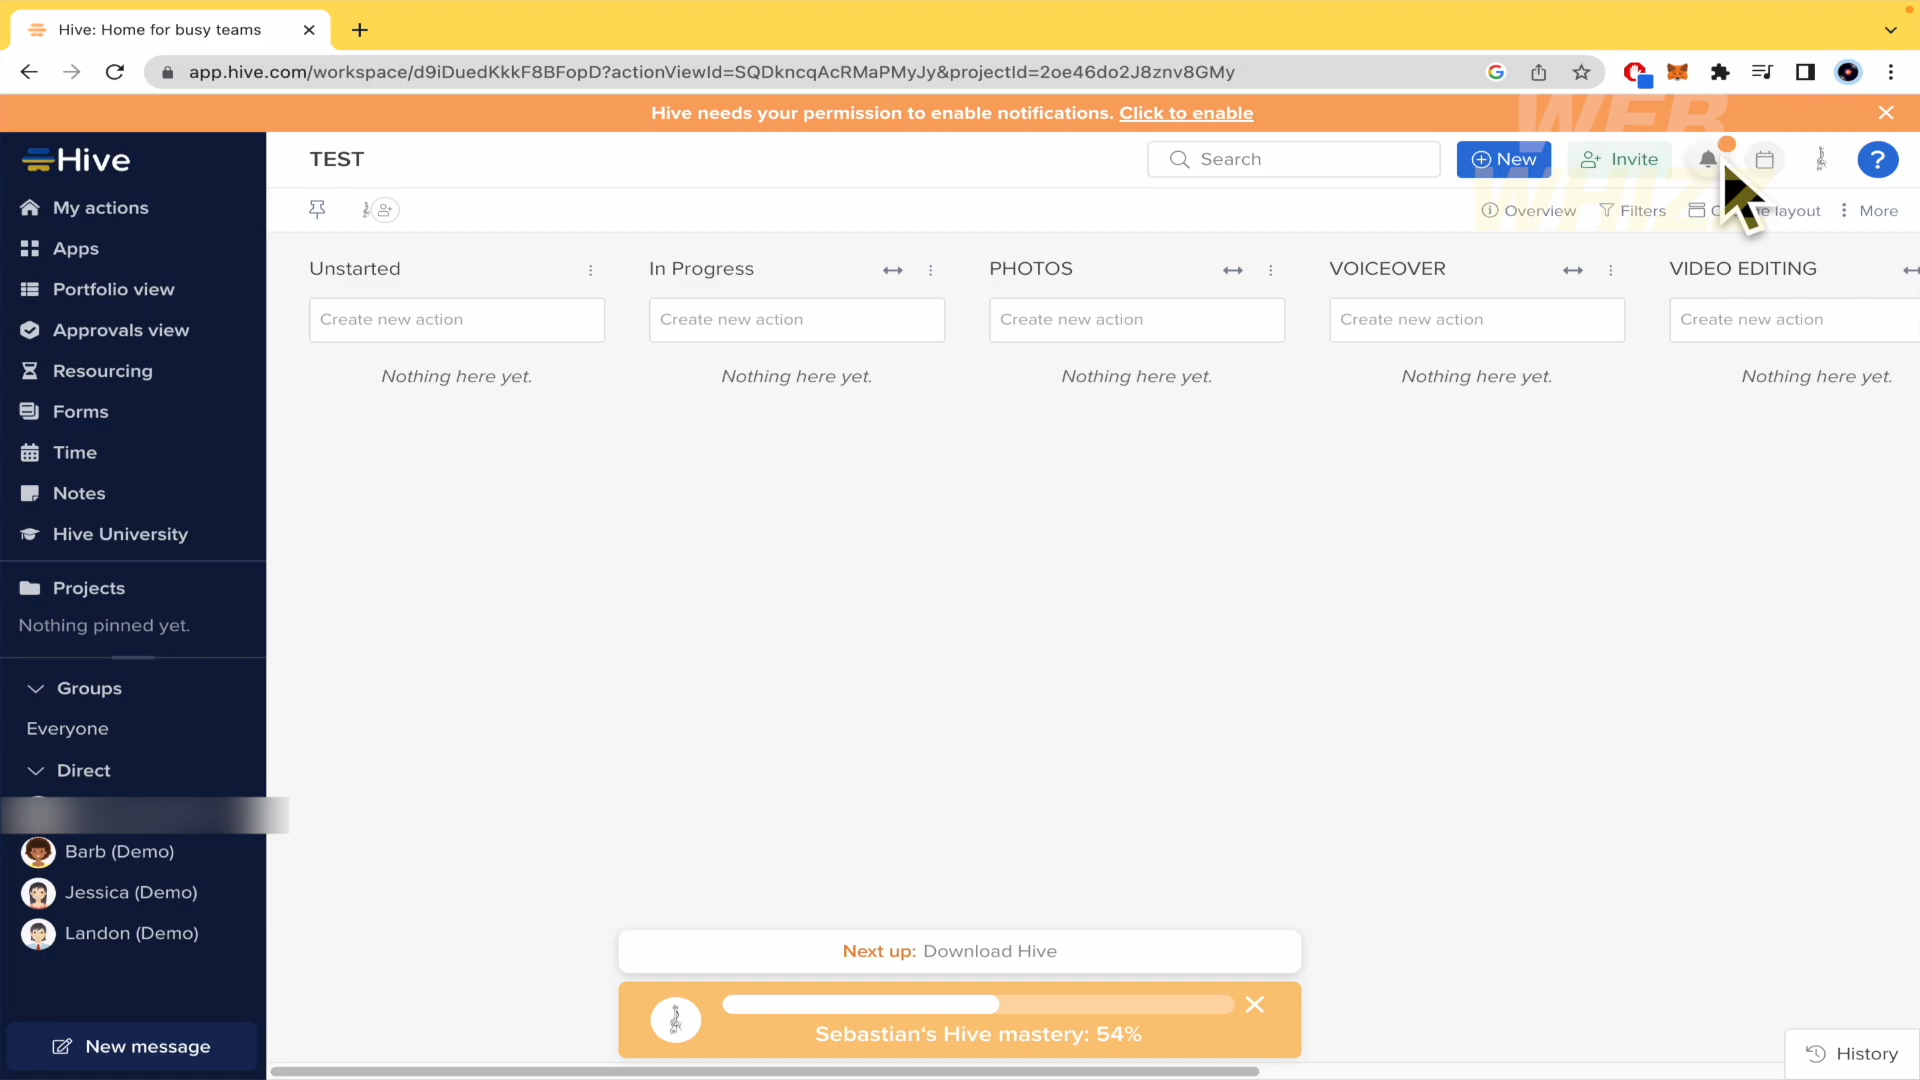 Hive: Home for busy teams
app.hive.com/workspace/d9iDuedKkkF8BFopD?actionViewId=SQDkncqAcRMaPMyJy&projectId=2oe46do2J8znv8GMy
Hive needs your permission to enable notifications. Click to enable
WEB
WHIZ
Hive
TEST
Search
New
Invite
?
Overview
Filters
layout
More
My actions
Apps
Portfolio view
Approvals view
Resourcing
Forms
Time
Notes
Hive University
Projects
Nothing pinned yet.
Groups
Everyone
Direct
Barb (Demo)
Jessica (Demo)
Landon (Demo)
New message
Unstarted
In Progress
PHOTOS
VOICEOVER
VIDEO EDITING
Create new action
Create new action
Create new action
Create new action
Create new action
Nothing here yet.
Nothing here yet.
Nothing here yet.
Nothing here yet.
Nothing here yet.
Next up: Download Hive
Sebastian's Hive mastery: 54%
History